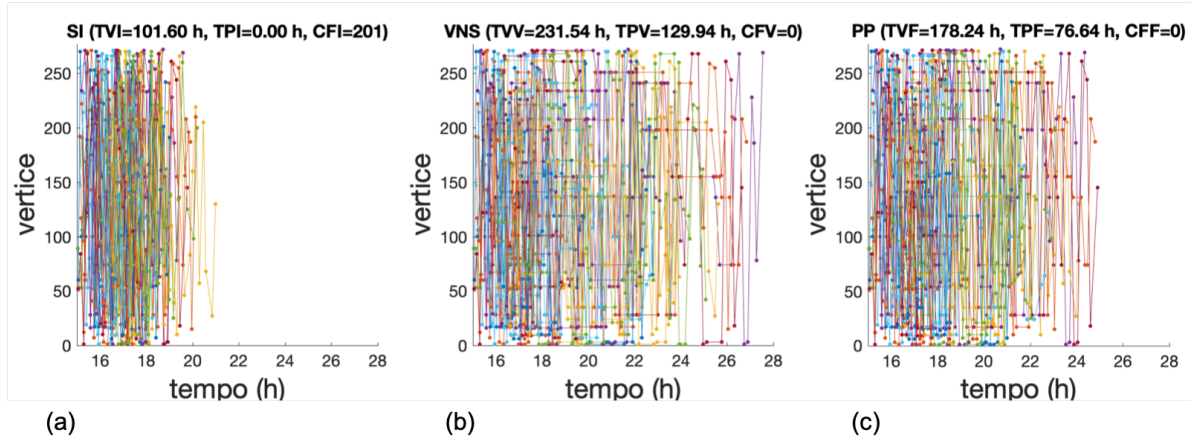 SI (TVI=101.60 h, TPI=0.00 h, CFI=201)
vertice
250
200
150
100
50
0
16 18 20 22 24 26 28
tempo (h)
(a)
VNS (TVV=231.54 h, TPV=129.94 h, CFV=0)
vertice
250
200
150
100
50
0
16 18 20 22 24 26 28
tempo (h)
(b)
PP (TVF=178.24 h, TPF=76.64 h, CFF=0)
vertice
250
200
150
100
50
0
16 18 20 22 24 26 28
tempo (h)
(c)